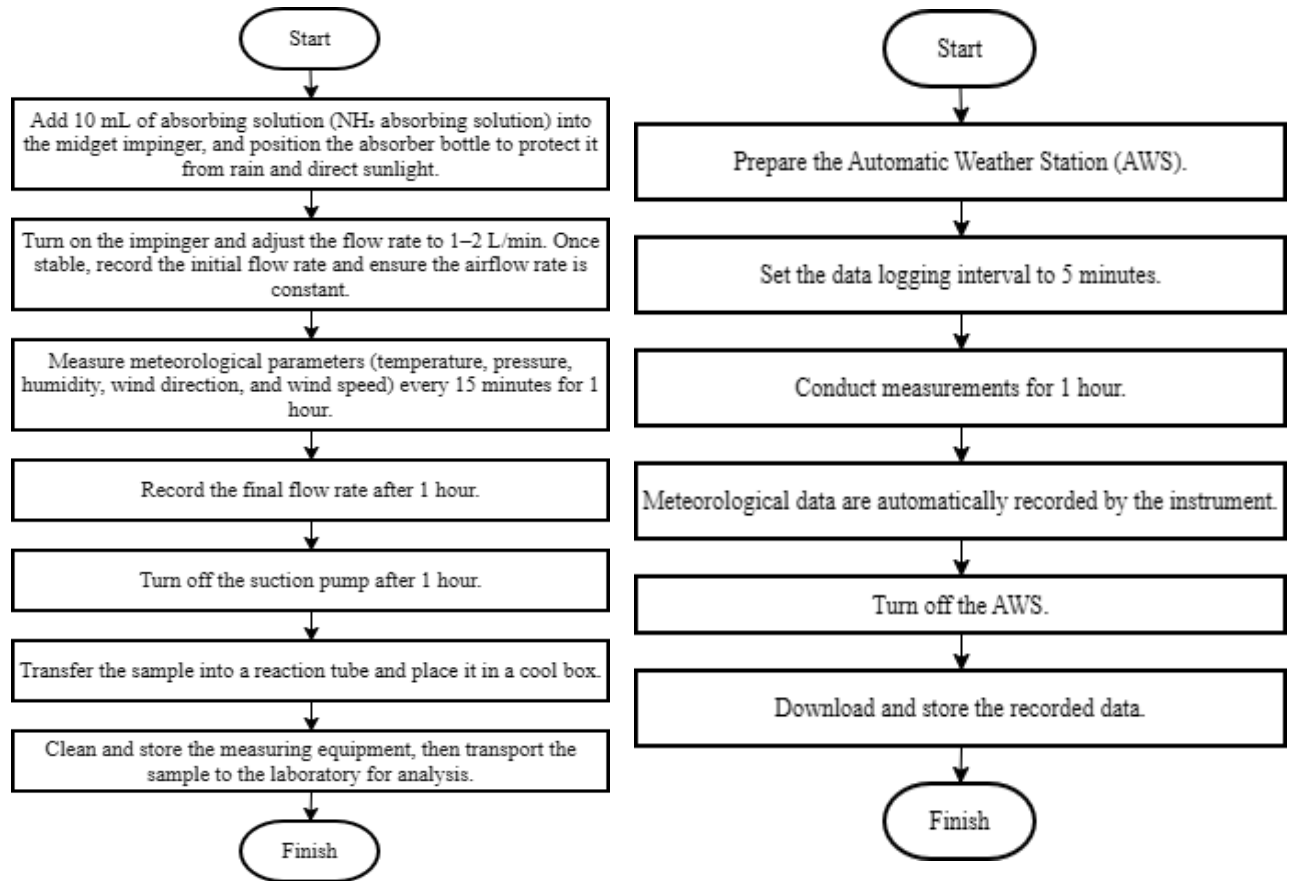 Start
Add 10 mL of absorbing solution (NH₃ absorbing solution) into
the midget impinger, and position the absorber bottle to protect it
from rain and direct sunlight.
Turn on the impinger and adjust the flow rate to 1–2 L/min. Once
stable, record the initial flow rate and ensure the airflow rate is
constant.
Measure meteorological parameters (temperature, pressure,
humidity, wind direction, and wind speed) every 15 minutes for 1
hour.
Record the final flow rate after 1 hour.
Turn off the suction pump after 1 hour.
Transfer the sample into a reaction tube and place it in a cool box.
Clean and store the measuring equipment, then transport the
sample to the laboratory for analysis.
Finish
Start
Prepare the Automatic Weather Station (AWS).
Set the data logging interval to 5 minutes.
Conduct measurements for 1 hour.
Meteorological data are automatically recorded by the instrument.
Turn off the AWS.
Download and store the recorded data.
Finish